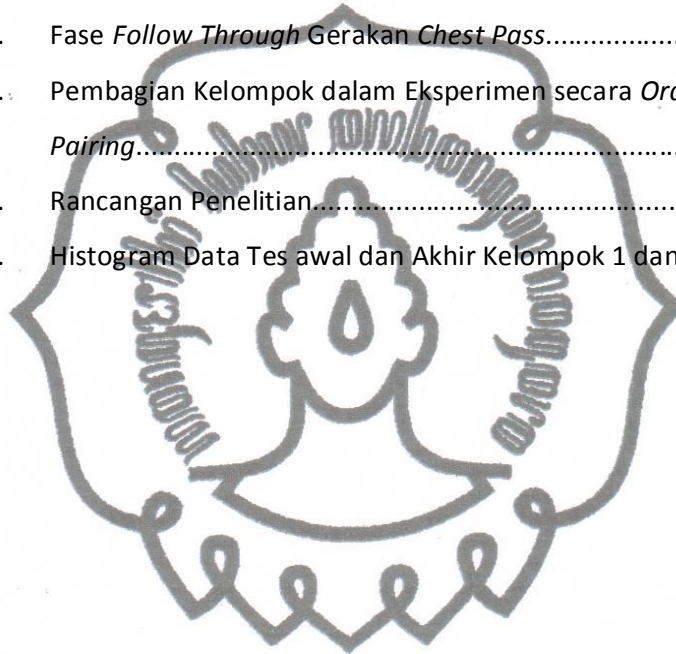 . Fase Follow Through Gerakan Chest Pass..................
. Pembagian Kelompok dalam Eksperimen secara
Pairing..........................................................................
. Rancangan Penelitian.................................................
. Histogram Data Tes awal dan Akhir Kelompok 1 dan